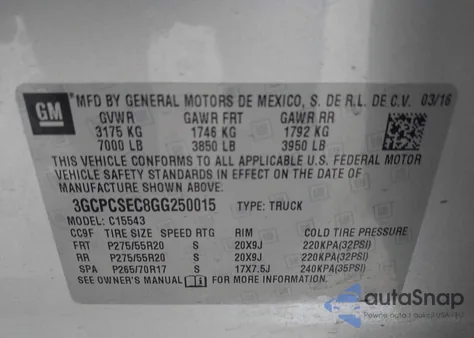 GM
MFD BY GENERAL MOTORS DE MEXICO, S. DE R.L. DE C.V. 03/16
GVWR GAWR FRT GAWR RR
3175 KG 1746 KG 1792 KG
7000 LB 3850 LB 3950 LB
THIS VEHICLE CONFORMS TO ALL APPLICABLE U.S. FEDERAL MOTOR
VEHICLE SAFETY STANDARDS IN EFFECT ON THE DATE OF
MANUFACTURE SHOWN ABOVE.
3GCPCSEC8GG250015 TYPE: TRUCK
MODEL: C15543
CC9F TIRE SIZE SPEED RTG RIM COLD TIRE PRESSURE
FRT P275/55R20 S 20X9J 220KPA(32PSI)
RR P275/55R20 S 20X9J 220KPA(32PSI)
SPA P265/70R17 S 17X7.5J 240KPA(35PSI)
SEE OWNER'S MANUAL FOR MORE INFORMATION.
autaSnap
Pewne auta z USA